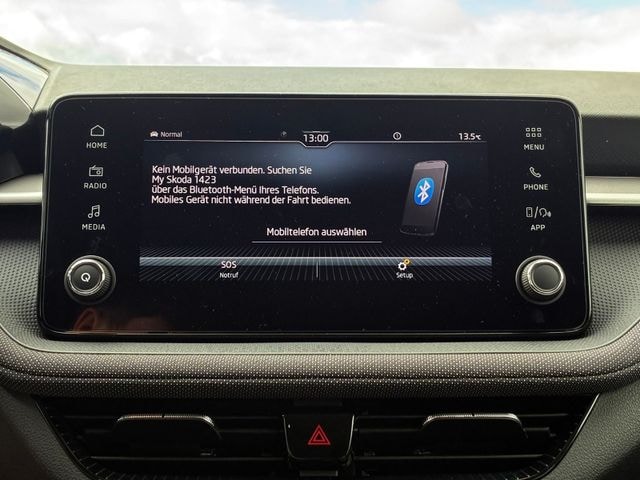 Normal
13:00
13.5°C
HOME
RADIO
MEDIA
MENU
PHONE
APP
Kein Mobilgerät verbunden. Suchen Sie
My Skoda 1423
über das Bluetooth-Menü Ihres Telefons.
Mobiles Gerät nicht während der Fahrt bedienen.
Mobiltelefon auswählen
SOS
Notruf
Setup